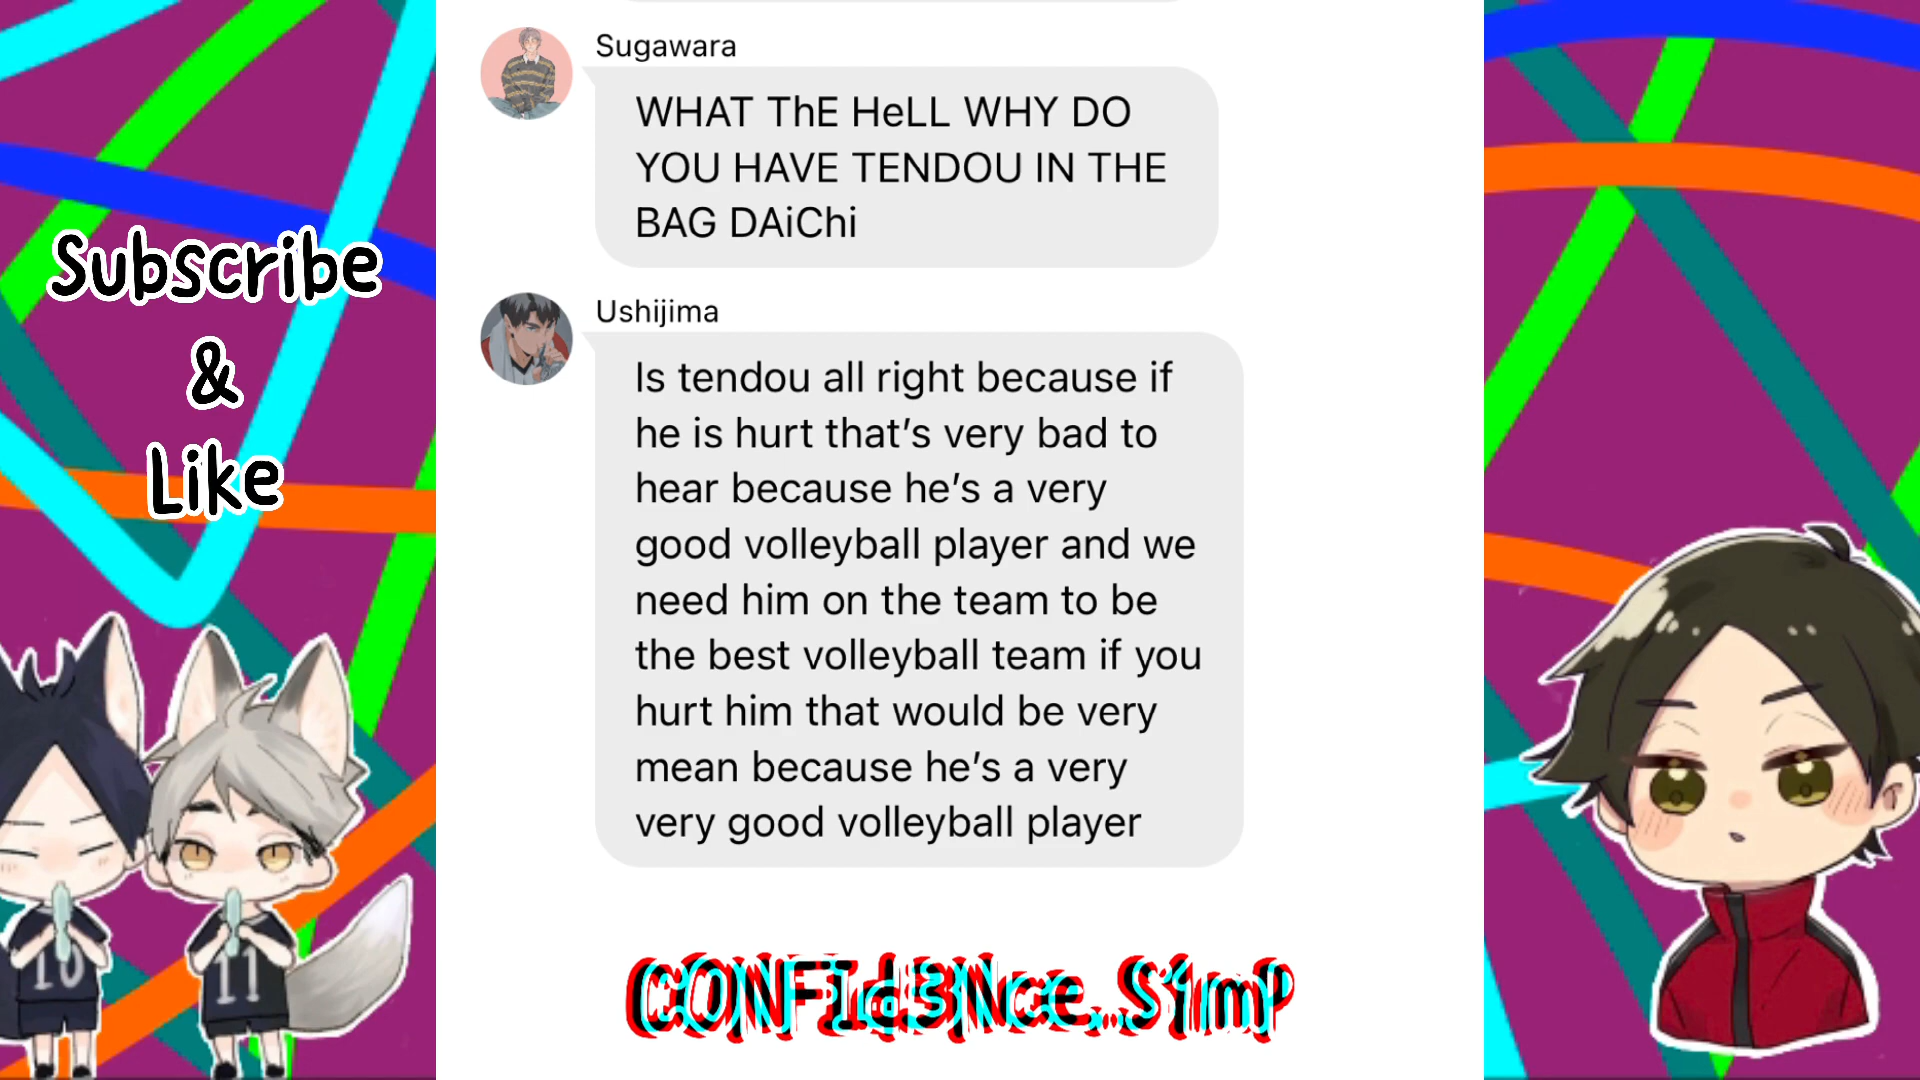 Subscribe
&
Like
Sugawara
WHAT ThE HeLL WHY DO
YOU HAVE TENDOU IN THE
BAG DAiChi
Ushijima
Is tendou all right because if
he is hurt that’s very bad to
hear because he’s a very
good volleyball player and we
need him on the team to be
the best volleyball team if you
hurt him that would be very
mean because he’s a very
very good volleyball player
CONFId3Nce..S1mP
10
11